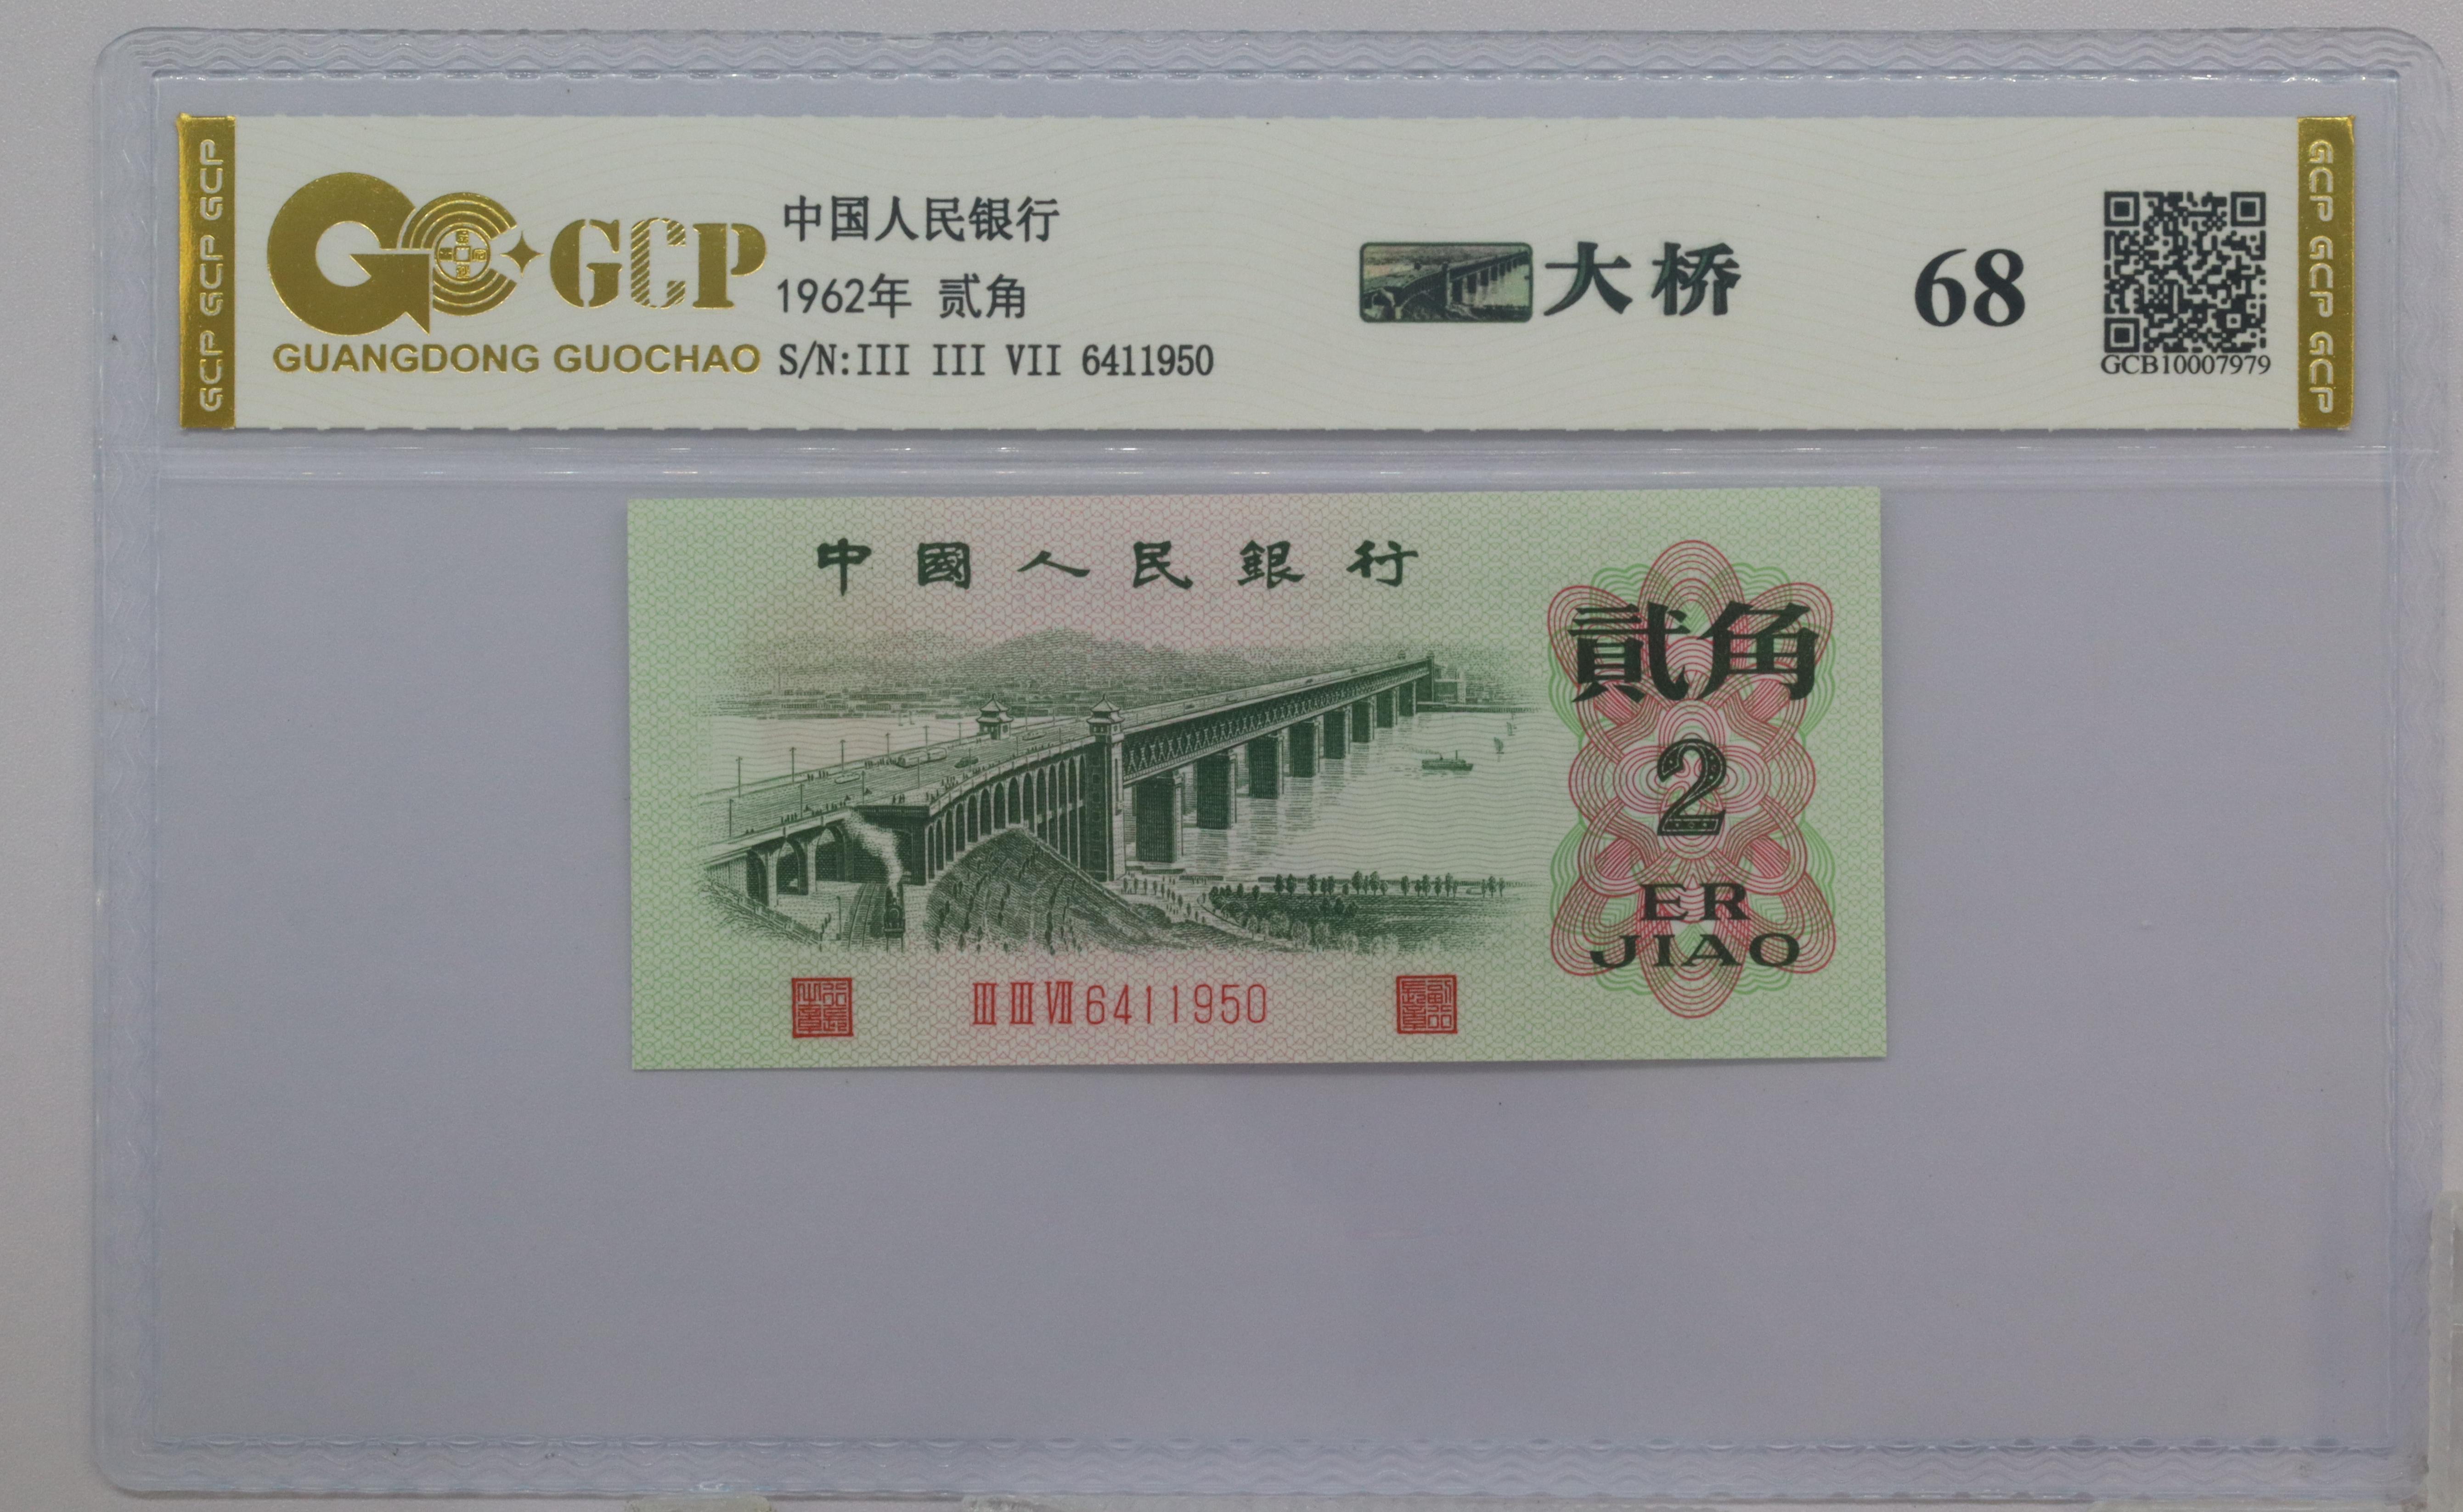 GCP GCP GCP
GCP
GUANGDONG GUOCHAO
中国人民银行
1962年 贰角
S/N:III III VII 6411950
大桥
68
GCB10007979
GCP GCP GCP
中國人民銀行
貳角
2
ER
JIAO
III III VII 6411950